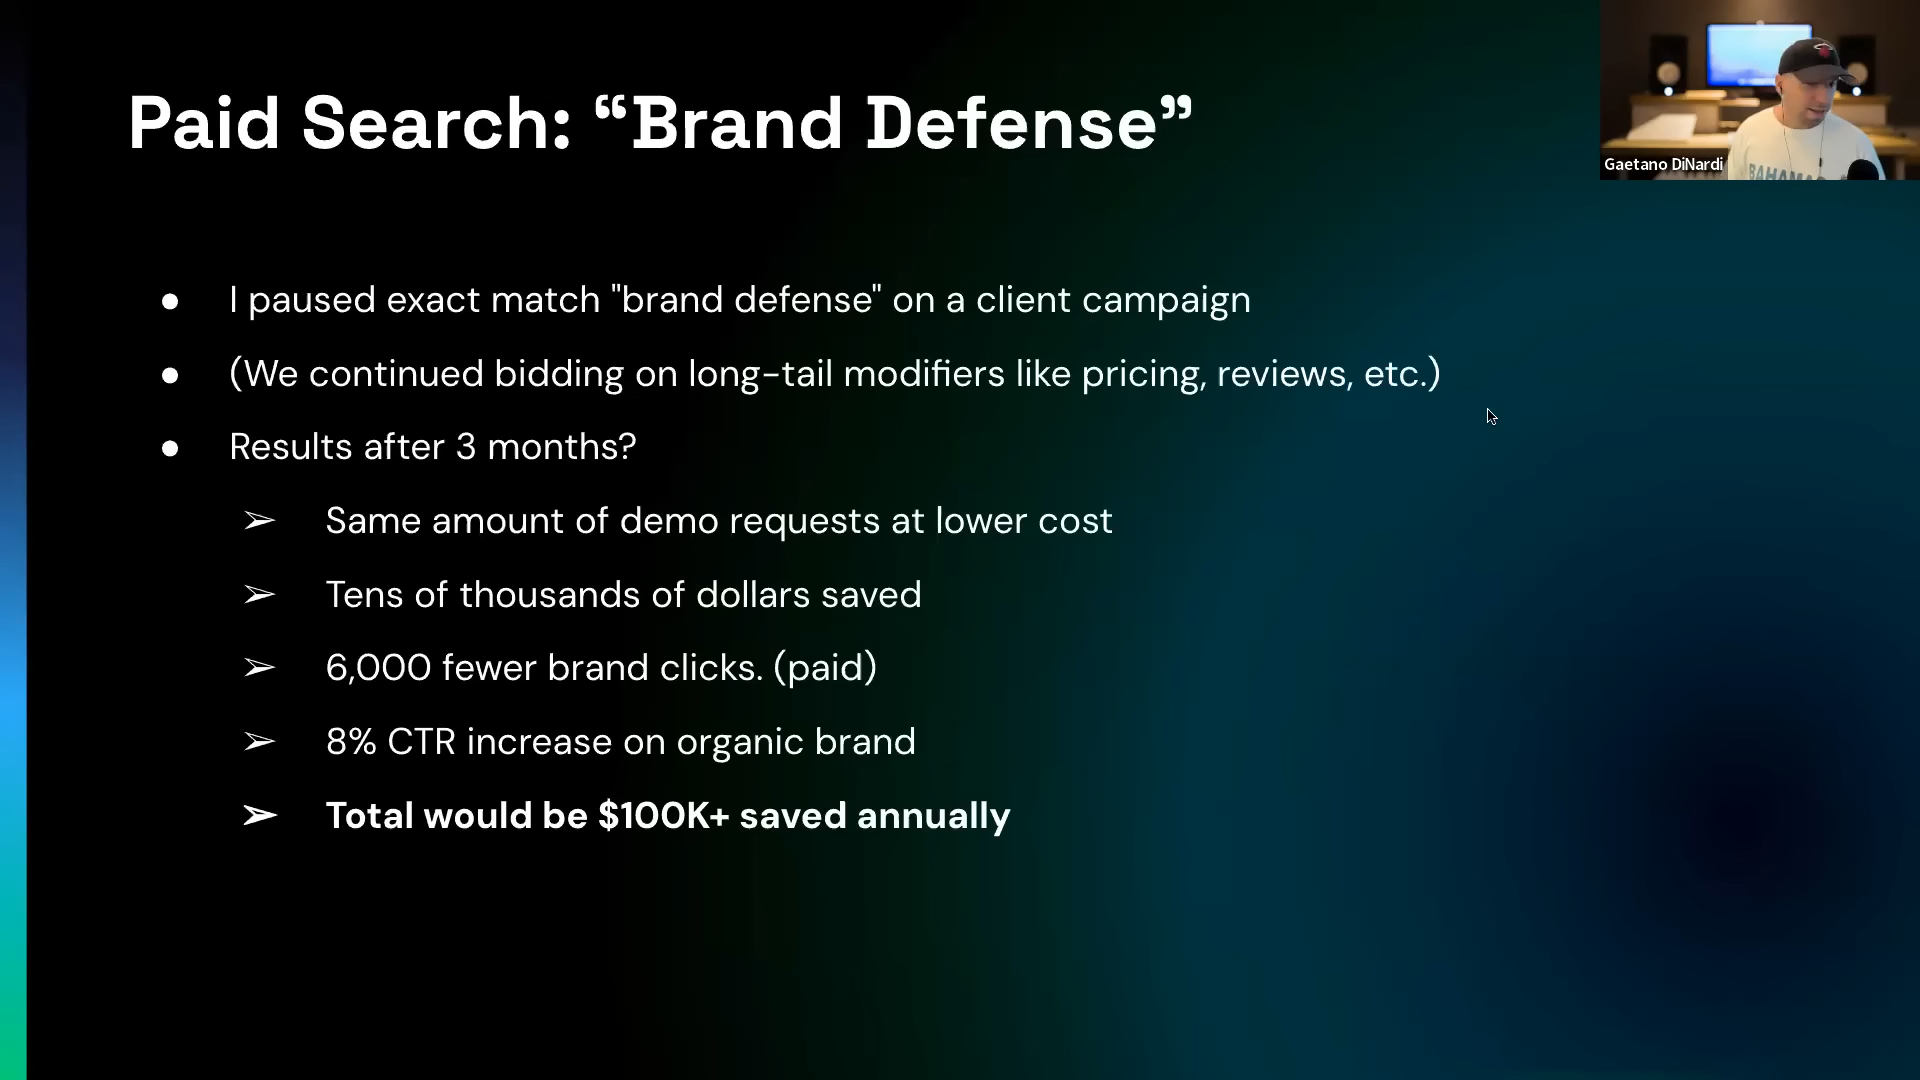 Paid Search: “Brand Defense”
Gaetano DiNardi
BAHAMAS
● I paused exact match "brand defense" on a client campaign
● (We continued bidding on long-tail modifiers like pricing, reviews, etc.)
● Results after 3 months?
➢ Same amount of demo requests at lower cost
➢ Tens of thousands of dollars saved
➢ 6,000 fewer brand clicks. (paid)
➢ 8% CTR increase on organic brand
➢ Total would be $100K+ saved annually